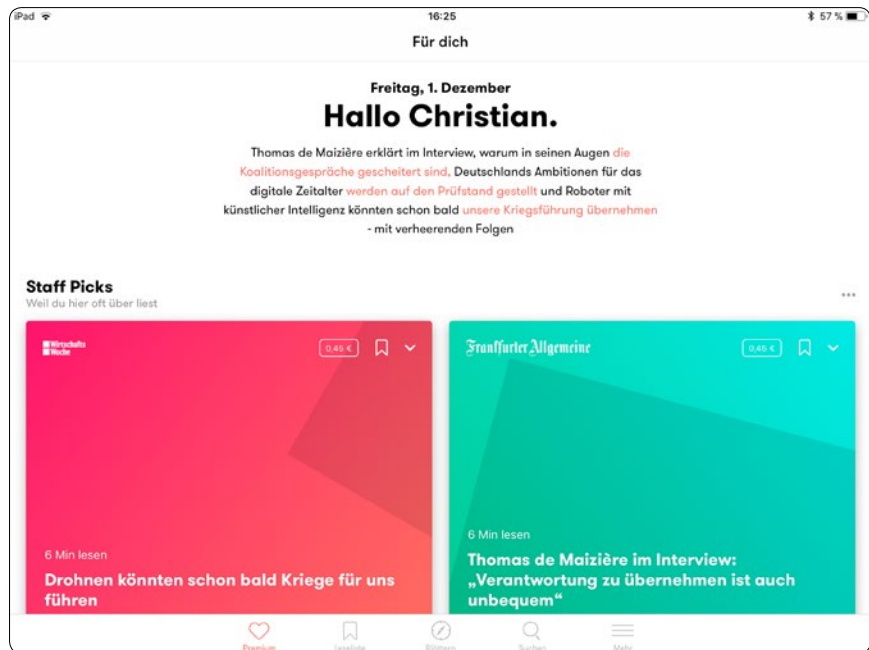 iPad
16:25
57 %
Für dich
Freitag, 1. Dezember
Hallo Christian.
Thomas de Maizière erklärt im Interview, warum in seinen Augen die
Koalitionsgespräche gescheitert sind, Deutschlands Ambitionen für das
digitale Zeitalter werden auf den Prüfstand gestellt und Roboter mit
künstlicher Intelligenz könnten schon bald unsere Kriegsführung übernehmen
- mit verheerenden Folgen
Staff Picks
Weil du hier oft über liest
Wirtschafts
Woche
0,45 €
Frankfurter Allgemeine
0,45 €
6 Min lesen
Drohnen könnten schon bald Kriege für uns
führen
6 Min lesen
Thomas de Maizière im Interview:
„Verantwortung zu übernehmen ist auch
unbequem“
Premium
Leseliste
Blättern
Suchen
Mehr